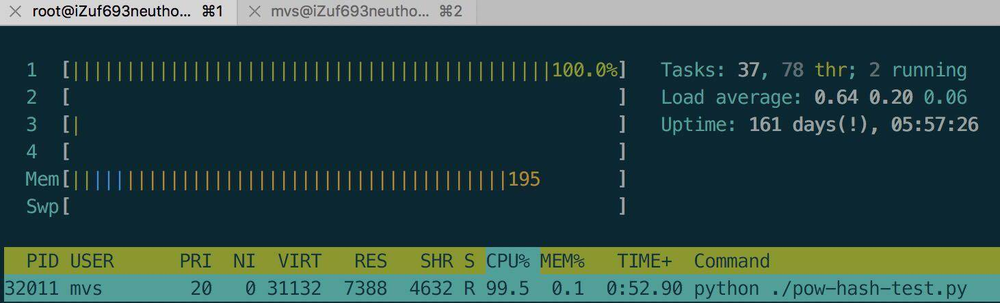 root@iZuf693neutho... ⌘1 mvs@iZuf693neutho... ⌘2
1 [||||||||||||||||||||||||||||||||||||||||||||100.0%] Tasks: 37, 78 thr; 2 running
2 [ ] Load average: 0.64 0.20 0.06
3 [| ] Uptime: 161 days(!), 05:57:26
4 [ ]
Mem[||||||||||||||||||||||||||||||||||||||||195 ]
Swp[ ]
PID USER PRI NI VIRT RES SHR S CPU% MEM% TIME+ Command
32011 mvs 20 0 31132 7388 4632 R 99.5 0.1 0:52.90 python ./pow-hash-test.py